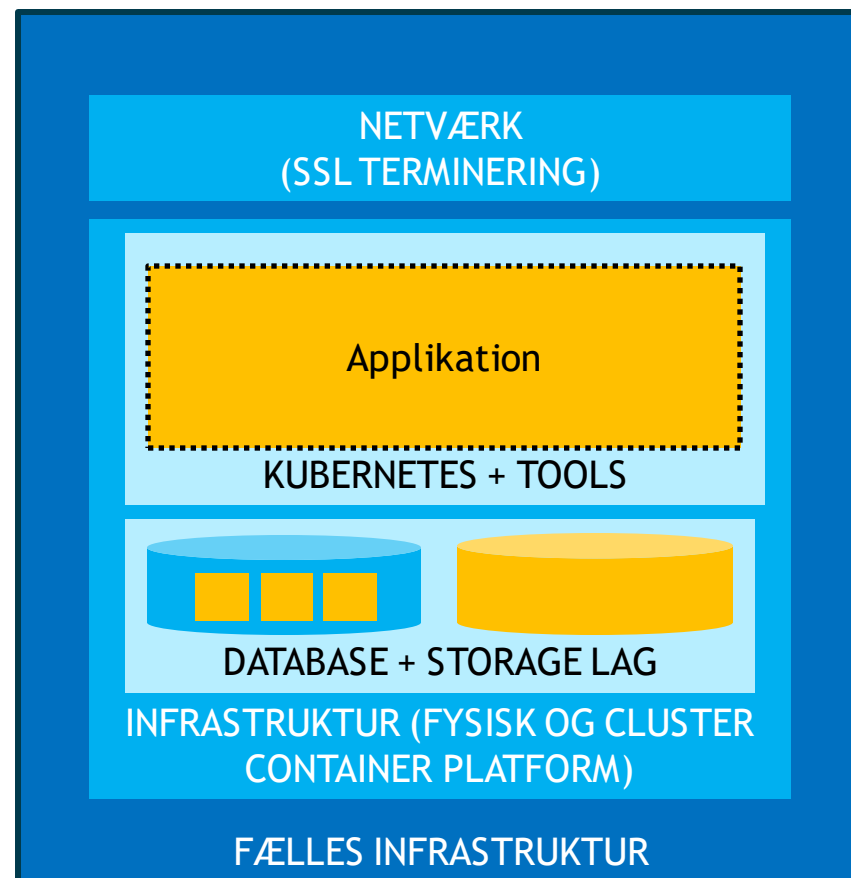 NETVÆRK
(SSL TERMINERING)
Applikation
KUBERNETES + TOOLS
DATABASE + STORAGE LAG
INFRASTRUKTUR (FYSISK OG CLUSTER
CONTAINER PLATFORM)
FÆLLES INFRASTRUKTUR